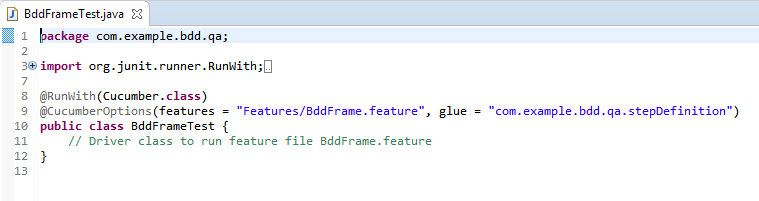 BddFrameTest.java
1 package com.example.bdd.qa;
2
3 import org.junit.runner.RunWith;
7
8 @RunWith(Cucumber.class)
9 @CucumberOptions(features = "Features/BddFrame.feature", glue = "com.example.bdd.qa.stepDefinition")
10 public class BddFrameTest {
11 // Driver class to run feature file BddFrame.feature
12 }
13